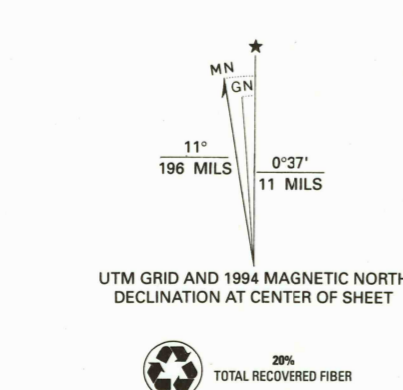 ★
MN
GN
11°
196 MILS
0°37'
11 MILS
UTM GRID AND 1994 MAGNETIC NORTH
DECLINATION AT CENTER OF SHEET
20%
TOTAL RECOVERED FIBER